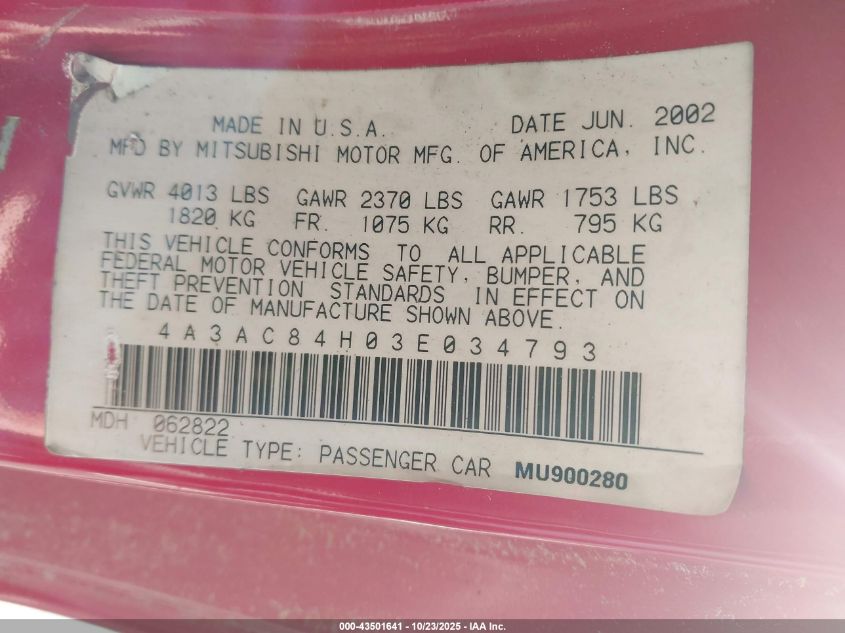 MADE IN U.S.A. DATE JUN. 2002
MFD BY MITSUBISHI MOTOR MFG. OF AMERICA, INC.
GVWR 4013 LBS GAWR 2370 LBS GAWR 1753 LBS
1820 KG FR. 1075 KG RR. 795 KG
THIS VEHICLE CONFORMS TO ALL APPLICABLE
FEDERAL MOTOR VEHICLE SAFETY, BUMPER, AND
THEFT PREVENTION STANDARDS IN EFFECT ON
THE DATE OF MANUFACTURE SHOWN ABOVE.
4A3AC84H03E034793
MDH 062822
VEHICLE TYPE: PASSENGER CAR MU900280
000-43501641 - 10/23/2025 - IAA Inc.